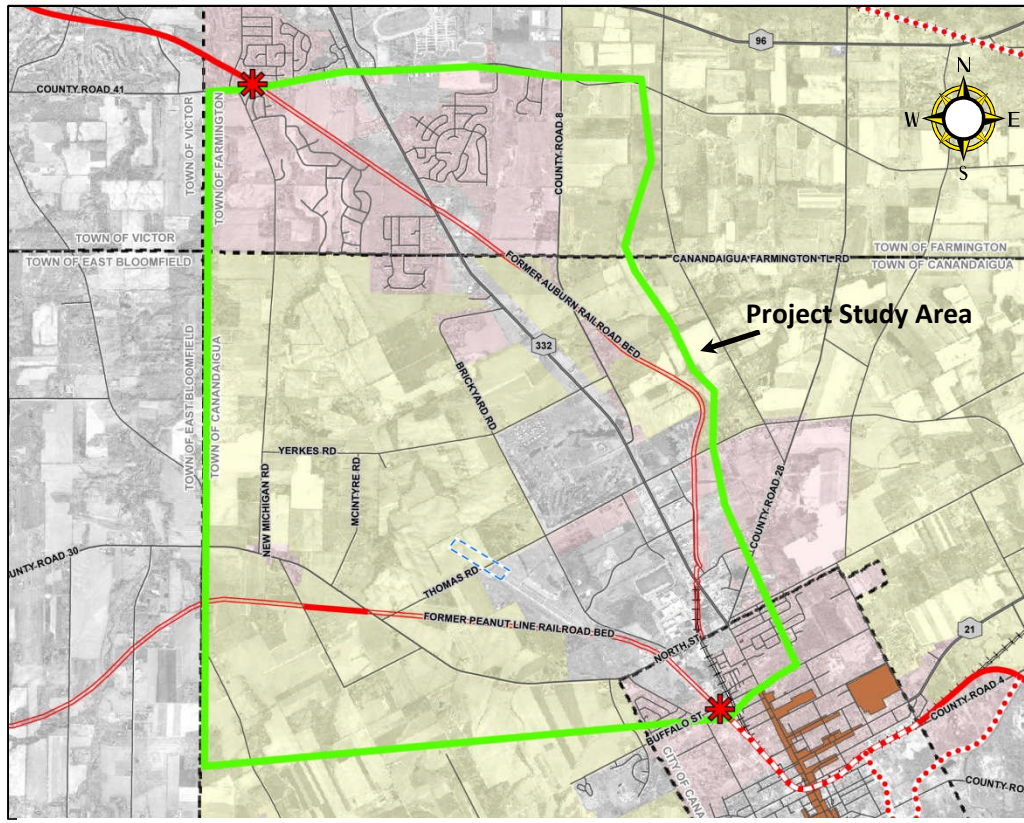 96
N
W
E
S
COUNTY ROAD 41
TOWN OF VICTOR
TOWN OF FARMINGTON
COUNTY ROAD 8
TOWN OF VICTOR
TOWN OF EAST BLOOMFIELD
TOWN OF FARMINGTON
CANANDAIGUA FARMINGTON TL RD
TOWN OF CANANDAIGUA
FORMER AUBURN RAILROAD BED
Project Study Area
332
BRICKYARD RD
TOWN OF EAST BLOOMFIELD
TOWN OF CANANDAIGUA
YERKES RD
NEW MICHIGAN RD
MCINTYRE RD
COUNTY ROAD 28
OUNTY ROAD 30
THOMAS RD
FORMER PEANUT LINE RAILROAD BED
NORTH ST
21
COUNTY ROAD 4
BUFFALO ST
CITY OF CANA
COUNTY RO